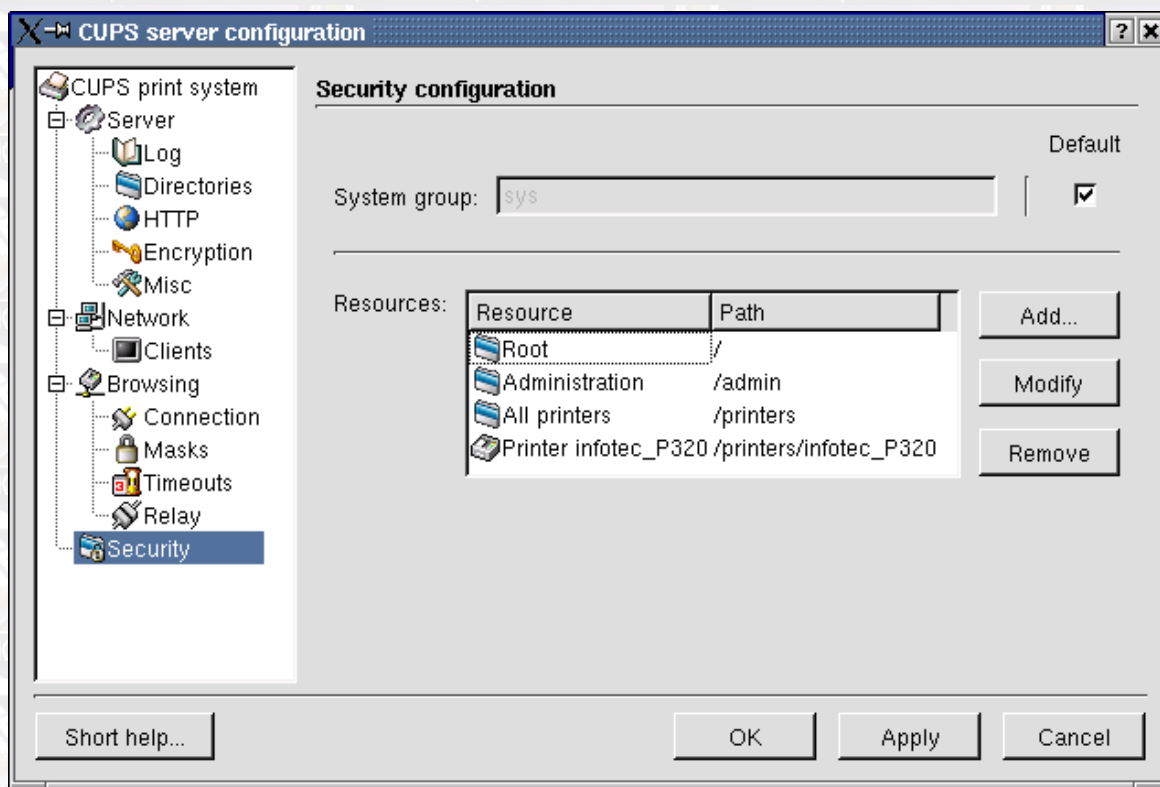 CUPS server configuration
CUPS print system
Server
Log
Directories
HTTP
Encryption
Misc
Network
Clients
Browsing
Connection
Masks
Timeouts
Relay
Security
Security configuration
Default
System group: sys
Resources:
Resource Path
Root /
Administration /admin
All printers /printers
Printer infotec_P320 /printers/infotec_P320
Add...
Modify
Remove
Short help...
OK
Apply
Cancel